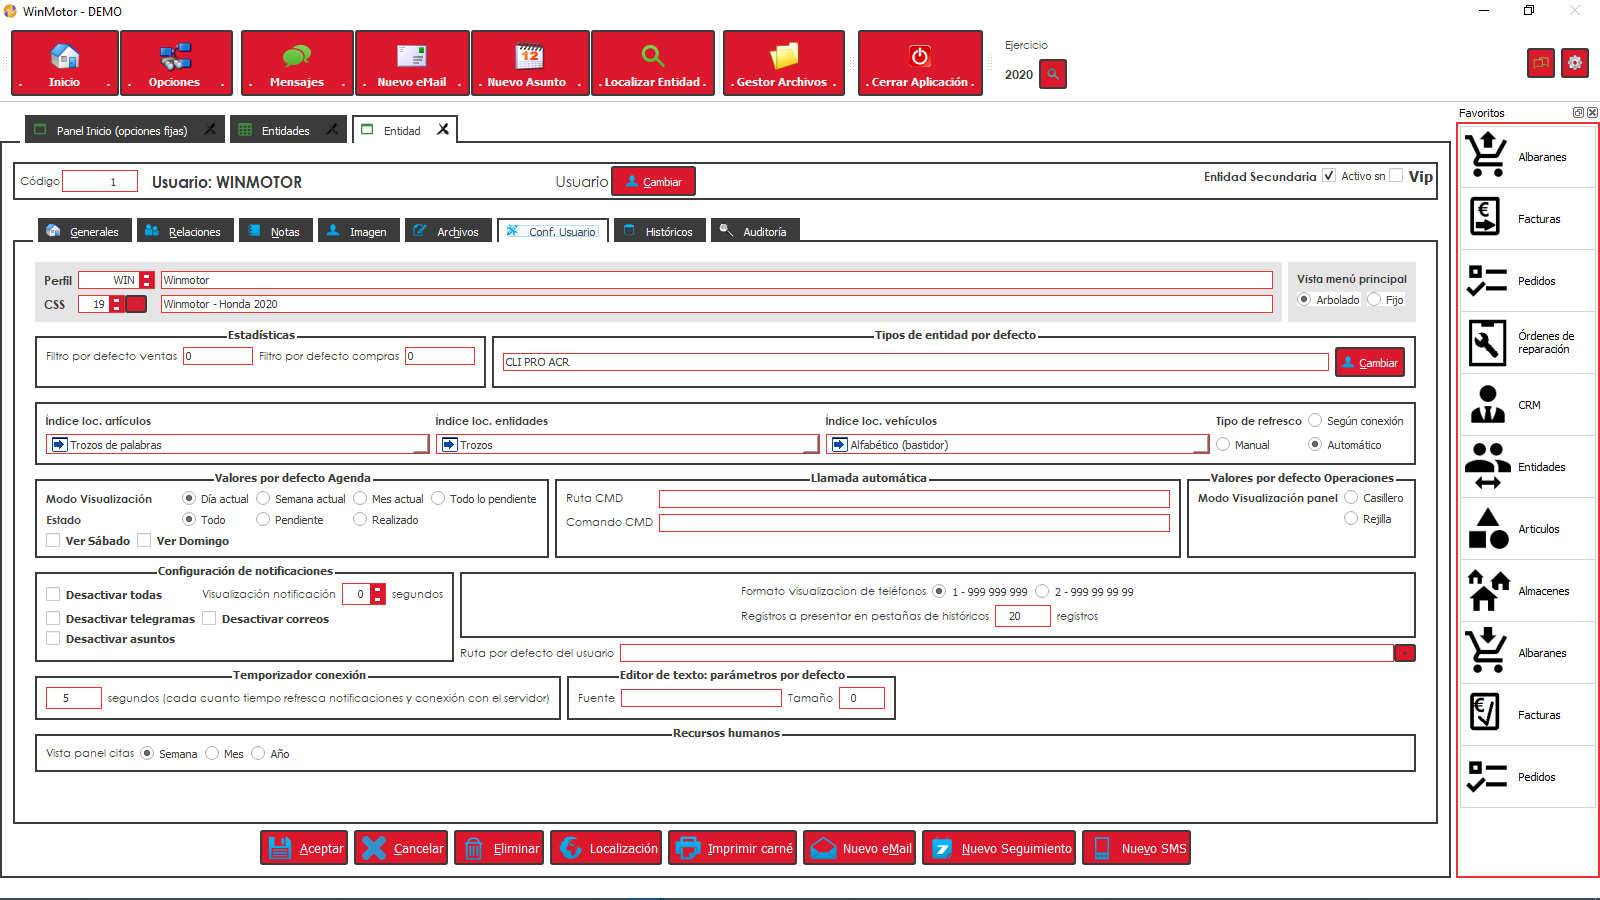 WinMotor - DEMO
. Inicio .
. Opciones .
. Mensajes .
. Nuevo eMail .
. Nuevo Asunto .
. Localizar Entidad .
. Gestor Archivos .
. Cerrar Aplicación .
Ejercicio
2020
12
Panel Inicio (opciones fijas)
Entidades
Entidad
Favoritos
Código 1 Usuario: WINMOTOR Usuario Cambiar Entidad Secundaria Activo sn Vip
Generales Relaciones Notas Imagen Archivos Conf. Usuario Históricos Auditoría
Perfil WIN Winmotor
CSS 19 Winmotor - Honda 2020
Vista menú principal
Arbolado Fijo
Estadísticas
Filtro por defecto ventas 0 Filtro por defecto compras 0
Tipos de entidad por defecto
CLI PRO ACR Cambiar
Índice loc. artículos Índice loc. entidades Índice loc. vehículos Tipo de refresco Según conexión
Trozos de palabras Trozos Alfabético (bastidor) Manual Automático
Valores por defecto Agenda
Modo Visualización Día actual Semana actual Mes actual Todo lo pendiente
Estado Todo Pendiente Realizado
Ver Sábado Ver Domingo
Llamada automática
Ruta CMD
Comando CMD
Valores por defecto Operaciones
Modo Visualización panel Casillero
Rejilla
Configuración de notificaciones
Desactivar todas Visualización notificación 0 segundos
Desactivar telegramas Desactivar correos
Desactivar asuntos
Formato visualizacion de teléfonos 1 - 999 999 999 2 - 999 99 99 99
Registros a presentar en pestañas de históricos 20 registros
Ruta por defecto del usuario
Temporizador conexión
5 segundos (cada cuanto tiempo refresca notificaciones y conexión con el servidor)
Editor de texto: parámetros por defecto
Fuente Tamaño 0
Recursos humanos
Vista panel citas Semana Mes Año
Aceptar Cancelar Eliminar Localización Imprimir carné Nuevo eMail Nuevo Seguimiento Nuevo SMS
Albaranes
Facturas
Pedidos
Órdenes de
reparación
CRM
Entidades
Articulos
Almacenes
Albaranes
Facturas
Pedidos